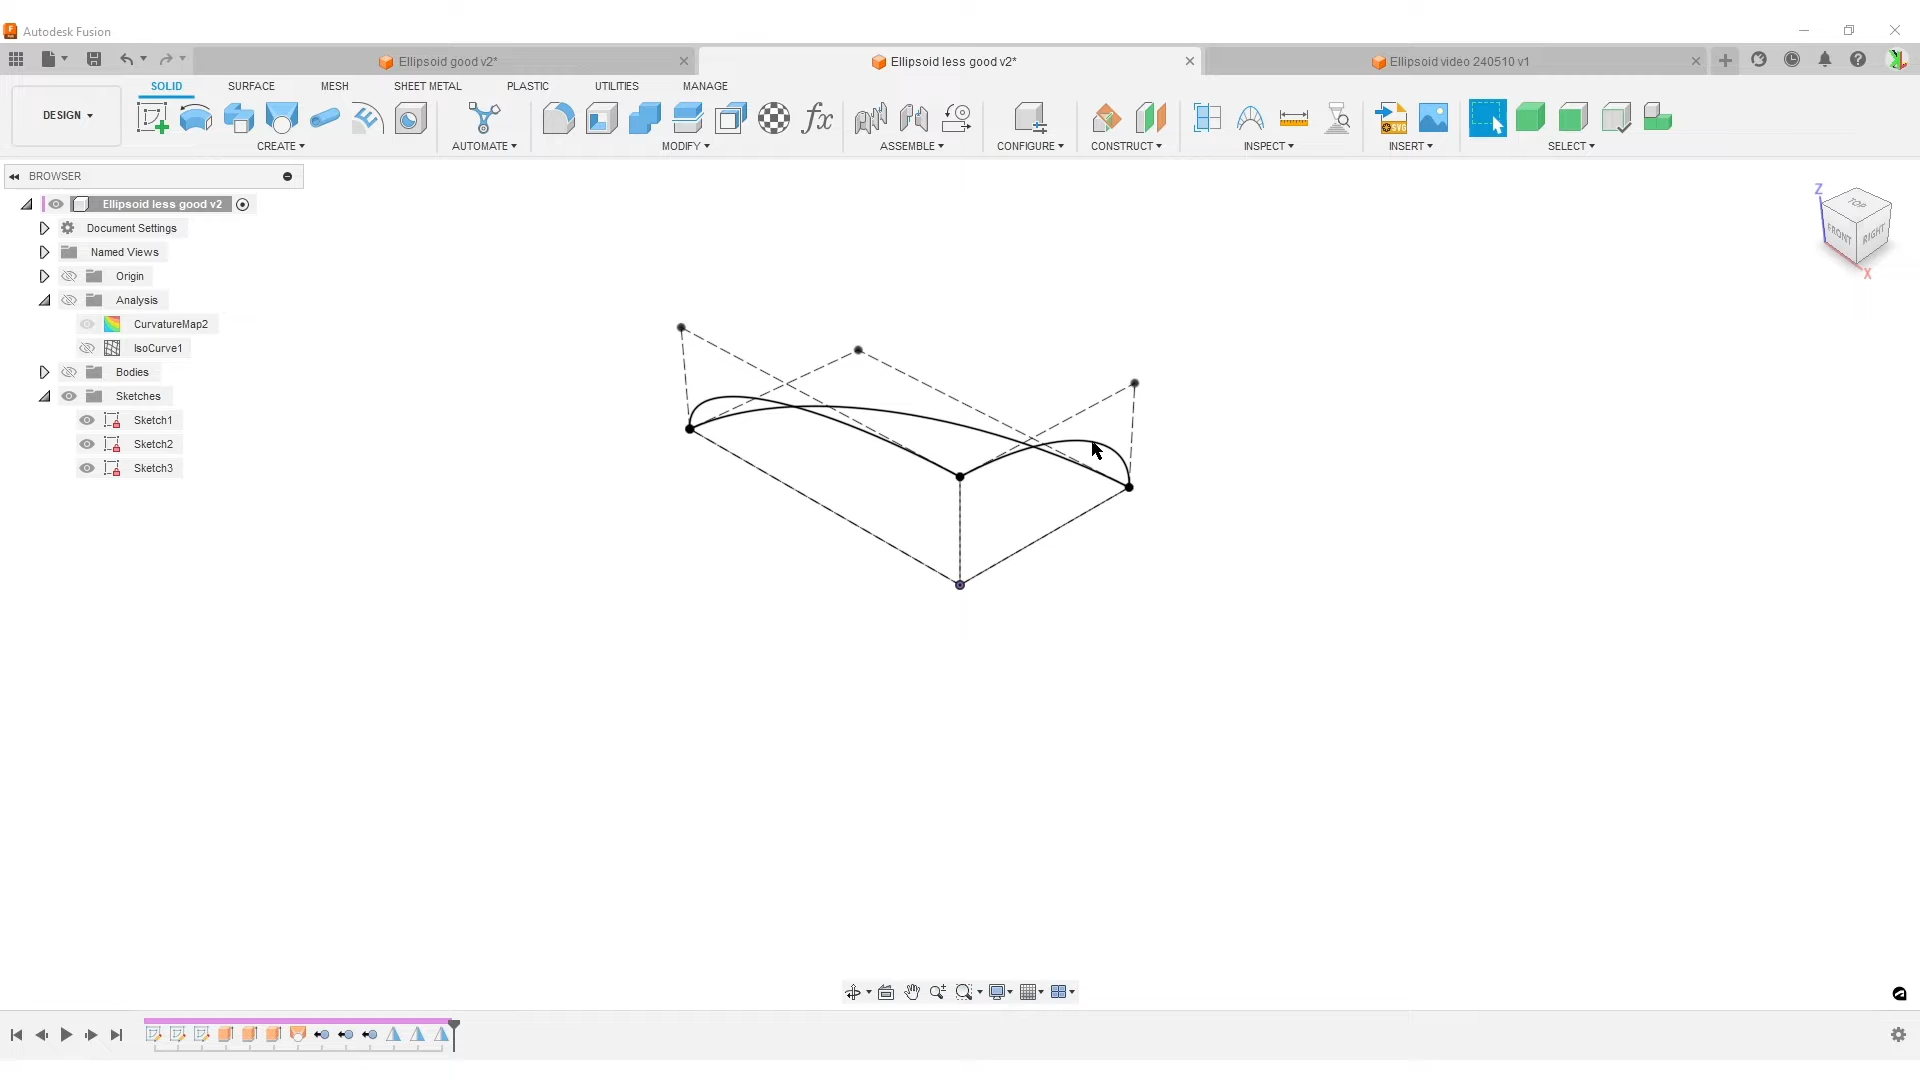 Autodesk Fusion
Ellipsoid good v2*
Ellipsoid less good v2*
Ellipsoid video 240510 v1
DESIGN
SOLID SURFACE MESH SHEET METAL PLASTIC UTILITIES MANAGE
fx
SVG
CREATE AUTOMATE MODIFY ASSEMBLE CONFIGURE CONSTRUCT INSPECT INSERT SELECT
BROWSER
Ellipsoid less good v2
Document Settings
Named Views
Origin
Analysis
CurvatureMap2
IsoCurve1
Bodies
Sketches
Sketch1
Sketch2
Sketch3
Z
TOP
FRONT
RIGHT
X